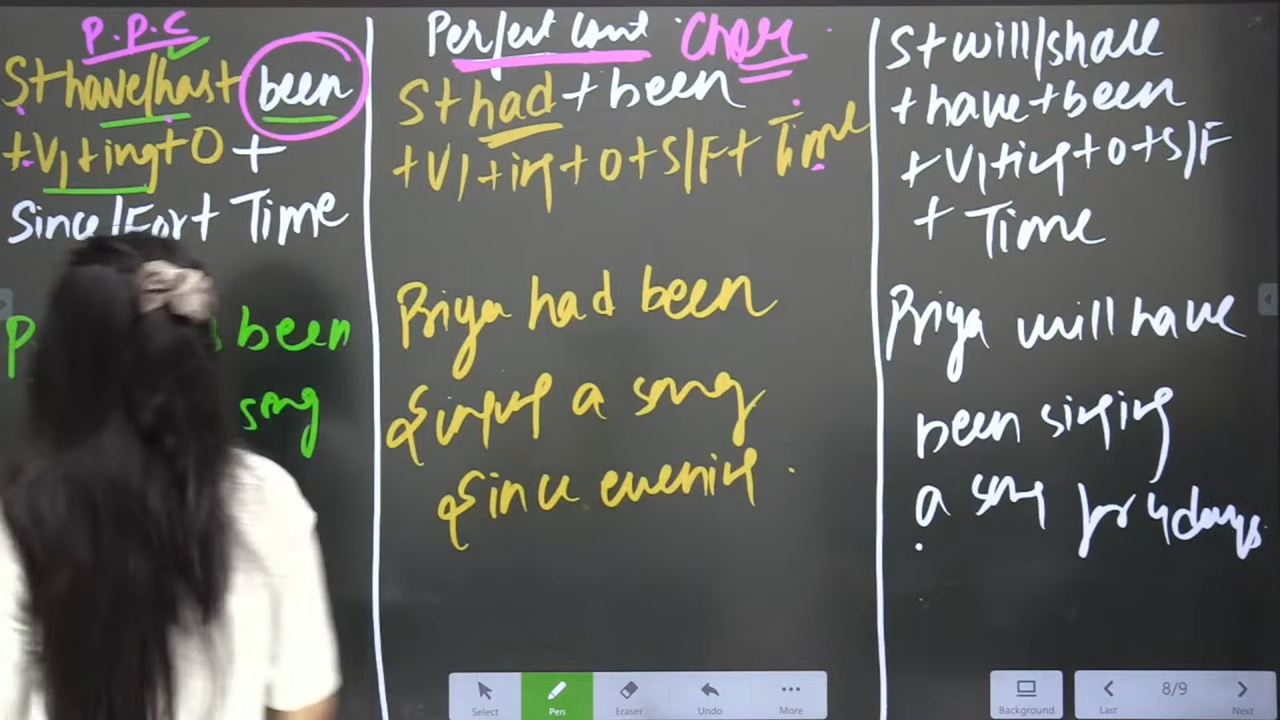 P.P.C
S+have/has+ been
+V1+ing+O +
Since/For+ Time
been
song
Perfect Cont Chart
S+had+been
+V1+ing+O+S/F+ Time
Priya had been
singing a song
Since evening.
S+will/shall
+have+been
+V1+ing+O+S/F
+ Time
Priya will have
been singing
a song for 4 days
Select
Pen
Eraser
Undo
More
Background
Last
8/9
Next